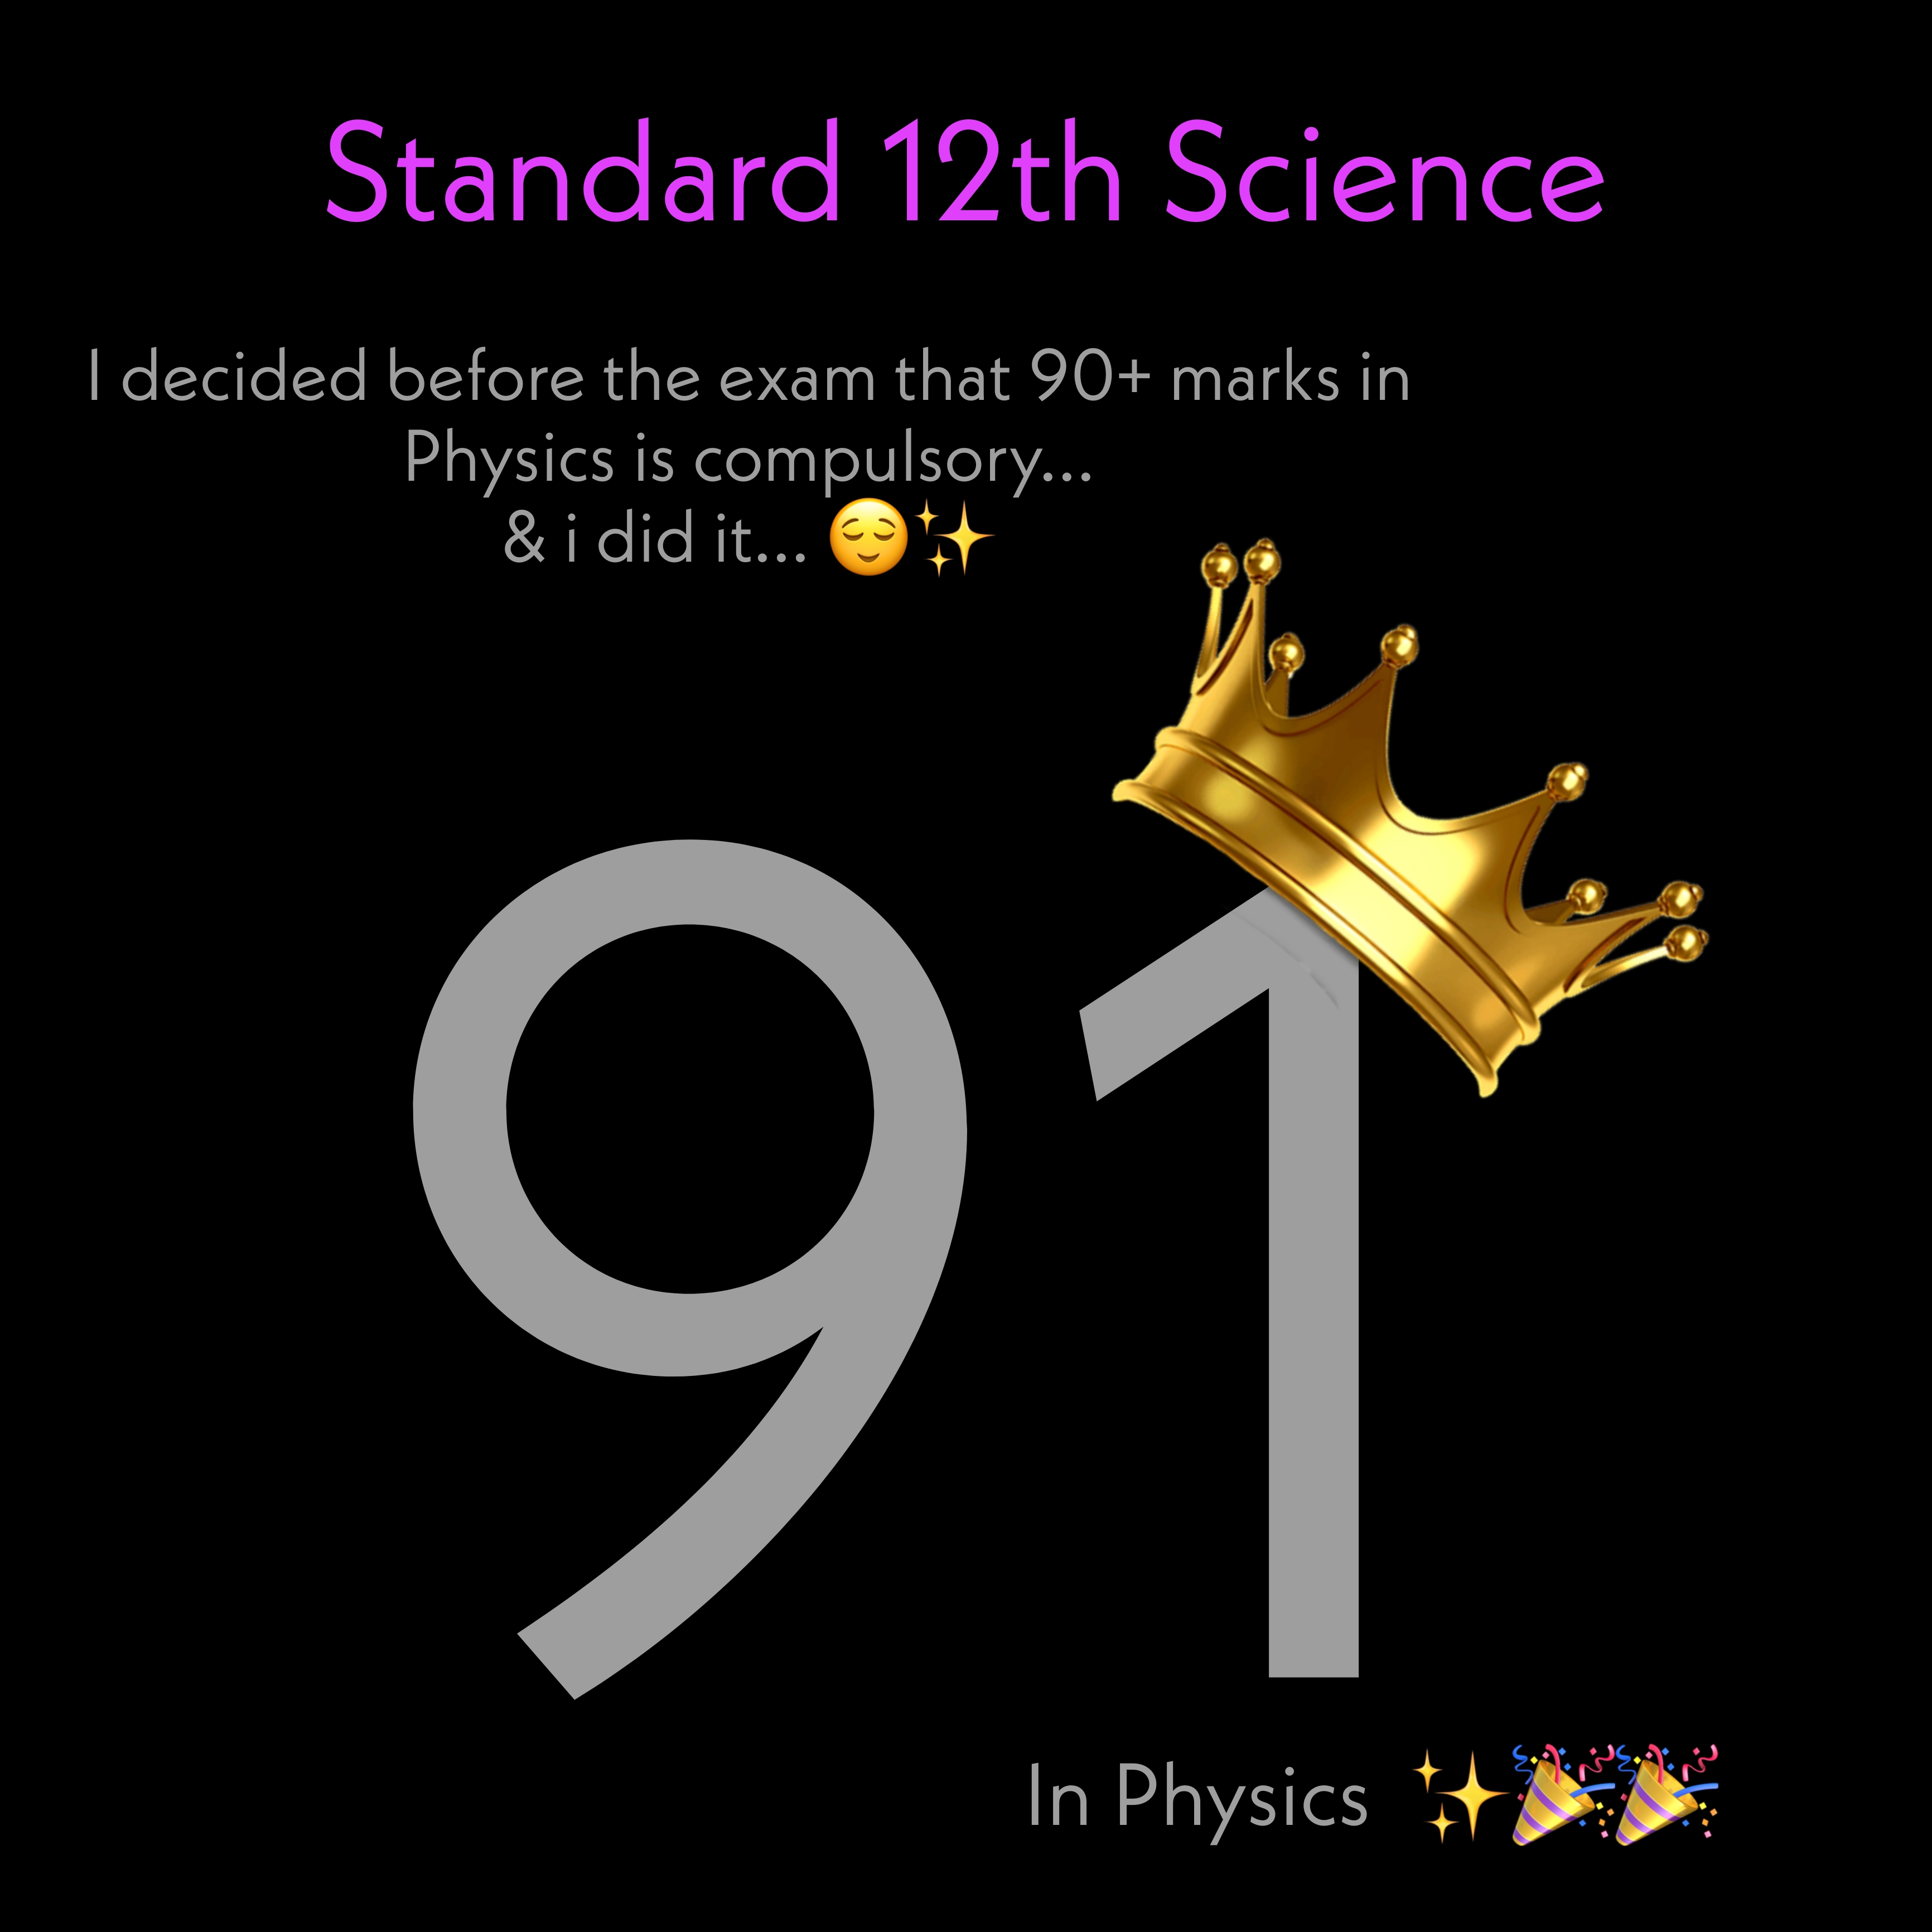 Standard 12th Science
I decided before the exam that 90+ marks in
Physics is compulsory...
& i did it... 😌✨
91
In Physics ✨🎉🎉